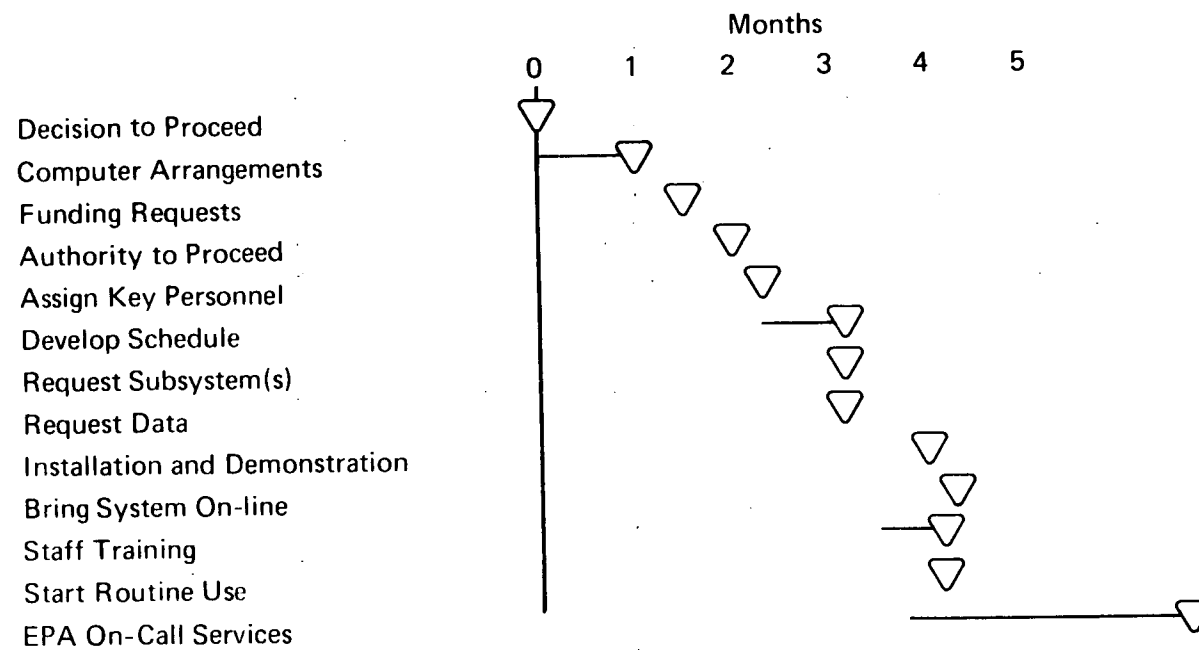 Months
0 1 2 3 4 5
Decision to Proceed
Computer Arrangements
Funding Requests
Authority to Proceed
Assign Key Personnel
Develop Schedule
Request Subsystem(s)
Request Data
Installation and Demonstration
Bring System On-line
Staff Training
Start Routine Use
EPA On-Call Services